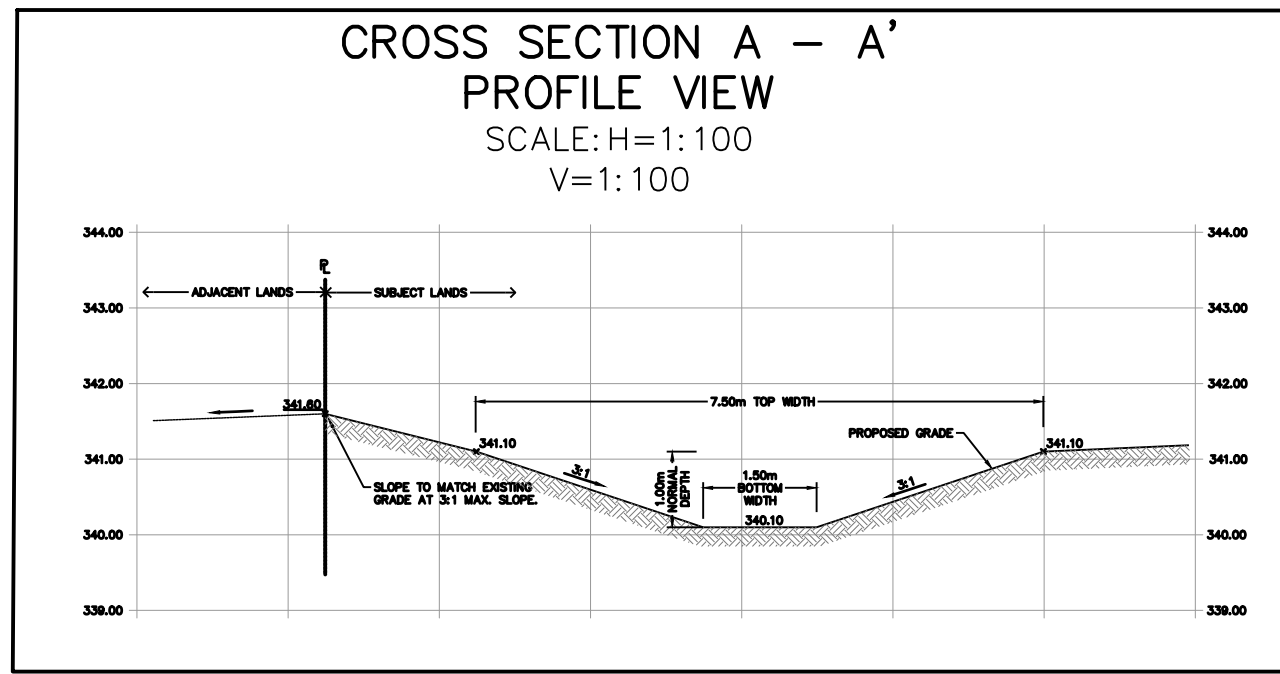 CROSS SECTION A - A'
PROFILE VIEW
SCALE: H=1:100
V=1:100
344.00
344.00
PL
ADJACENT LANDS
SUBJECT LANDS
343.00
343.00
342.00
342.00
341.60
7.50m TOP WIDTH
341.10
PROPOSED GRADE
341.10
341.00
341.00
SLOPE TO MATCH EXISTING
GRADE AT 3:1 MAX. SLOPE.
3:1
1.00m
NORMAL
DEPTH
1.50m
BOTTOM
WIDTH
3:1
340.10
340.00
340.00
339.00
339.00